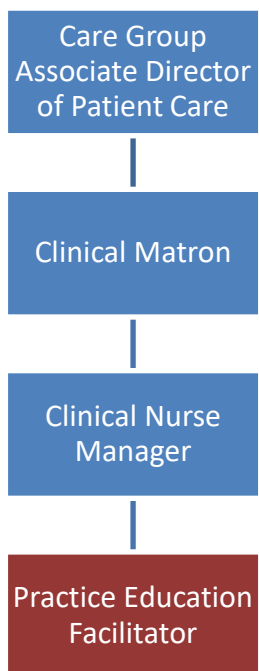 Care Group
Associate Director
of Patient Care
Clinical Matron
Clinical Nurse
Manager
Practice Education
Facilitator